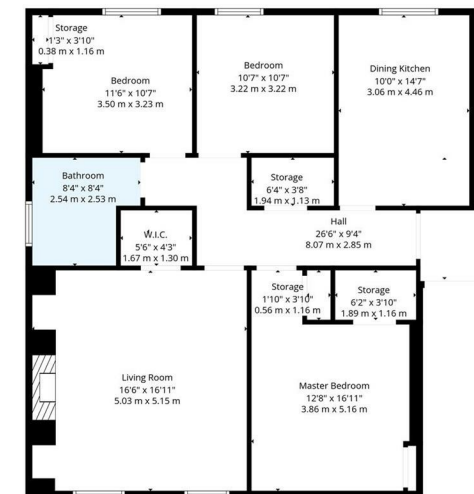 Storage
1'3" x 3'10"
0.38 m x 1.16 m
Bedroom
11'6" x 10'7"
3.50 m x 3.23 m
Bedroom
10'7" x 10'7"
3.22 m x 3.22 m
Dining Kitchen
10'0" x 14'7"
3.06 m x 4.46 m
Bathroom
8'4" x 8'4"
2.54 m x 2.53 m
Storage
6'4" x 3'8"
1.94 m x 1.13 m
W.I.C.
5'6" x 4'3"
1.67 m x 1.30 m
Hall
26'6" x 9'4"
8.07 m x 2.85 m
Storage
1'10" x 3'10"
0.56 m x 1.16 m
Storage
6'2" x 3'10"
1.89 m x 1.16 m
Living Room
16'6" x 16'11"
5.03 m x 5.15 m
Master Bedroom
12'8" x 16'11"
3.86 m x 5.16 m